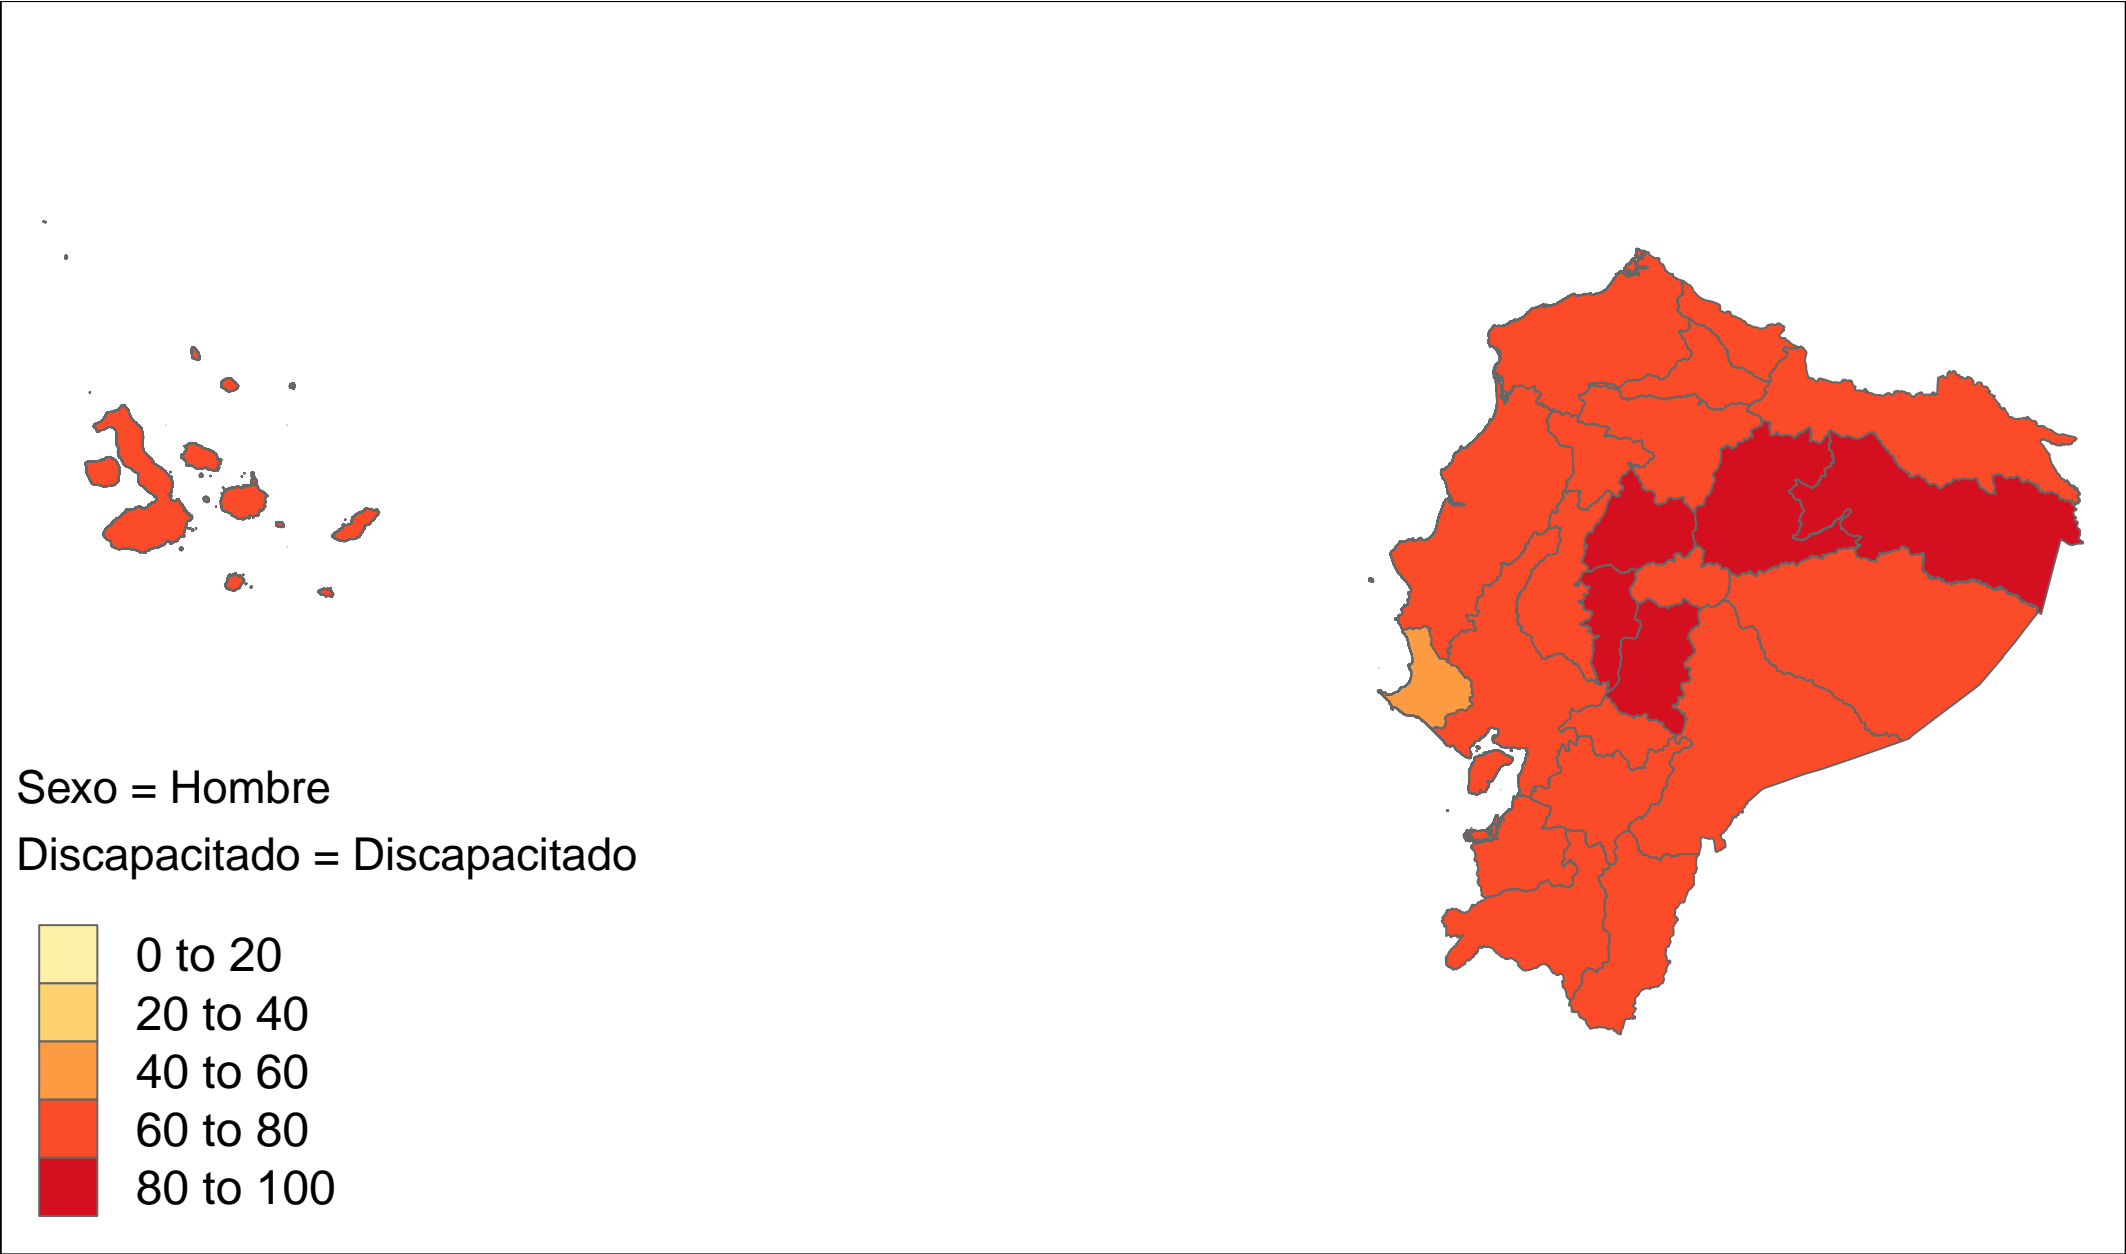 Sexo = Hombre
Discapacitado = Discapacitado
0 to 20
20 to 40
40 to 60
60 to 80
80 to 100